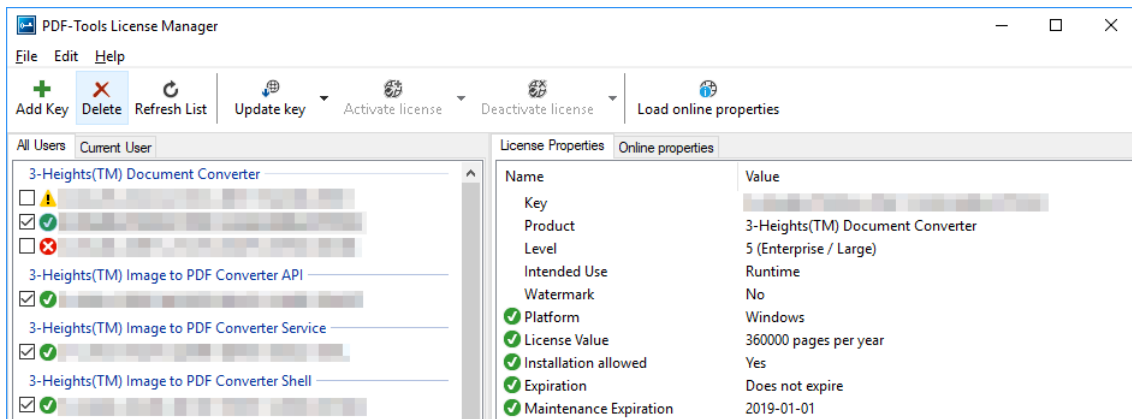 PDF-Tools License Manager
File Edit Help
Add Key Delete Refresh List Update key Activate license Deactivate license Load online properties
All Users Current User
3-Heights(TM) Document Converter
3-Heights(TM) Image to PDF Converter API
3-Heights(TM) Image to PDF Converter Service
3-Heights(TM) Image to PDF Converter Shell
License Properties Online properties
Name Value
Key
Product 3-Heights(TM) Document Converter
Level 5 (Enterprise / Large)
Intended Use Runtime
Watermark No
Platform Windows
License Value 360000 pages per year
Installation allowed Yes
Expiration Does not expire
Maintenance Expiration 2019-01-01